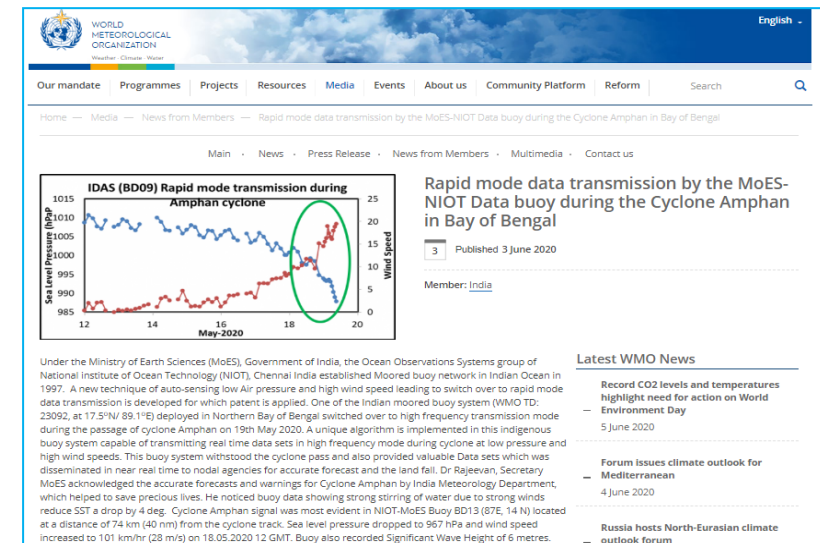 WORLD
METEOROLOGICAL
ORGANIZATION
Weather Climate Water
English
Our mandate Programmes Projects Resources Media Events About us Community Platform Reform Search
Home — Media — News from Members — Rapid mode data transmission by the MoES-NIOT Data buoy during the Cyclone Amphan in Bay of Bengal
Main · News · Press Release · News from Members · Multimedia · Contact us
IDAS (BD09) Rapid mode transmission during
Amphan cyclone
Sea Level Pressure (hPaP
1015
1010
1005
1000
995
990
985
25
20
15
10
5
0
Wind Speed
12 14 16 18 20
May-2020
Rapid mode data transmission by the MoES-
NIOT Data buoy during the Cyclone Amphan
in Bay of Bengal
3 Published 3 June 2020
Member: India
Under the Ministry of Earth Sciences (MoES), Government of India, the Ocean Observations Systems group of
National institute of Ocean Technology (NIOT), Chennai India established Moored buoy network in Indian Ocean in
1997. A new technique of auto-sensing low Air pressure and high wind speed leading to switch over to rapid mode
data transmission is developed for which patent is applied. One of the Indian moored buoy system (WMO TD:
23092, at 17.5ºN/ 89.1ºE) deployed in Northern Bay of Bengal switched over to high frequency transmission mode
during the passage of cyclone Amphan on 19th May 2020. A unique algorithm is implemented in this indigenous
buoy system capable of transmitting real time data sets in high frequency mode during cyclone at low pressure and
high wind speeds. This buoy system withstood the cyclone pass and also provided valuable Data sets which was
disseminated in near real time to nodal agencies for accurate forecast and the land fall. Dr Rajeevan, Secretary
MoES acknowledged the accurate forecasts and warnings for Cyclone Amphan by India Meteorology Department,
which helped to save precious lives. He noticed buoy data showing strong stirring of water due to strong winds
reduce SST a drop by 4 deg. Cyclone Amphan signal was most evident in NIOT-MoES Buoy BD13 (87E, 14 N) located
at a distance of 74 km (40 nm) from the cyclone track. Sea level pressure dropped to 967 hPa and wind speed
increased to 101 km/hr (28 m/s) on 18.05.2020 12 GMT. Buoy also recorded Significant Wave Height of 6 metres.
Latest WMO News
Record CO2 levels and temperatures
highlight need for action on World
Environment Day
5 June 2020
Forum issues climate outlook for
Mediterranean
4 June 2020
Russia hosts North-Eurasian climate
outlook forum